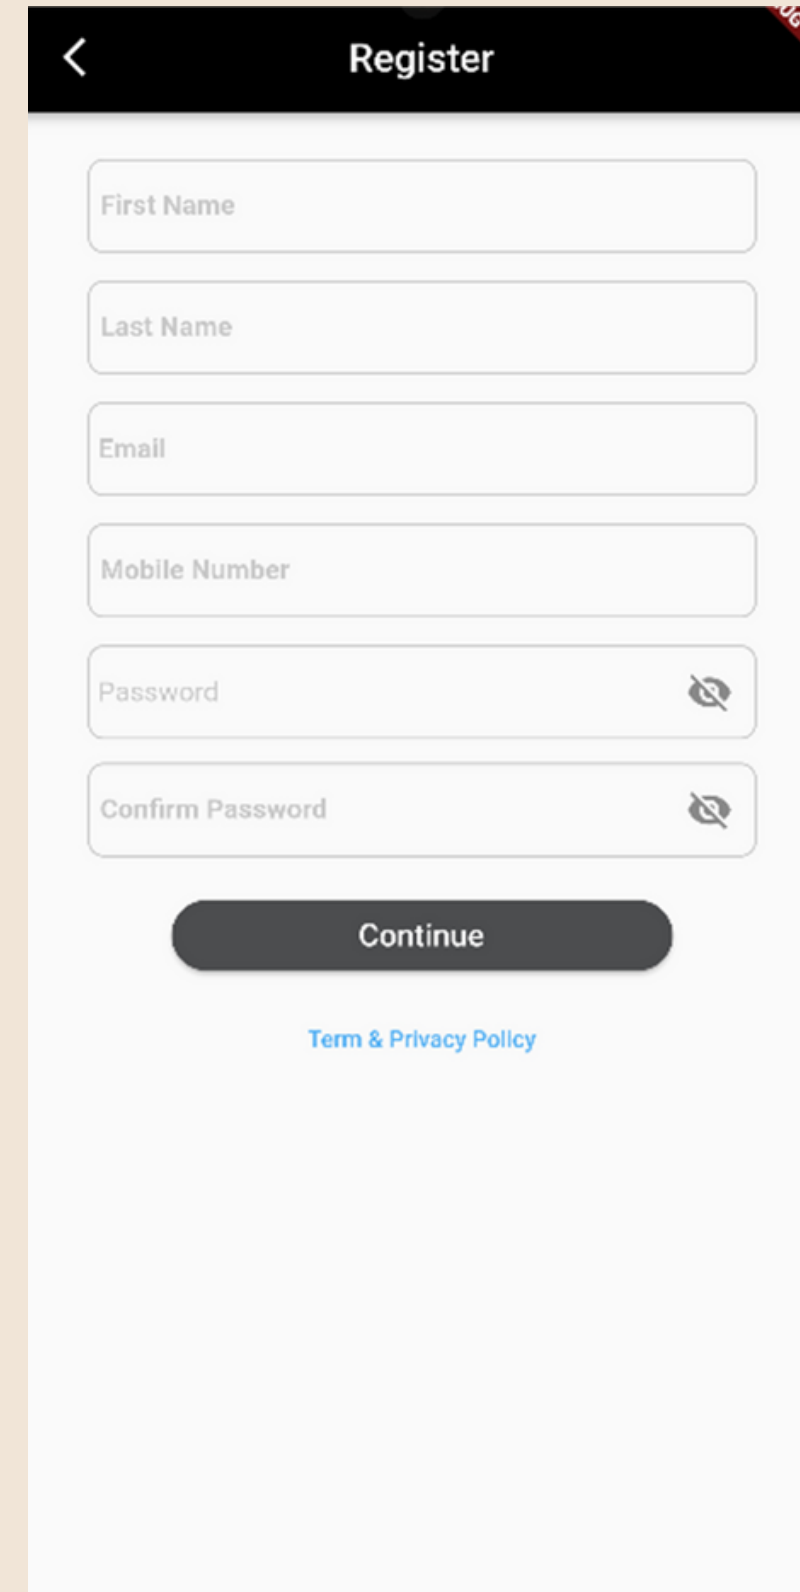 Register
First Name
Last Name
Email
Mobile Number
Password
Confirm Password
Continue
Term & Privacy Policy